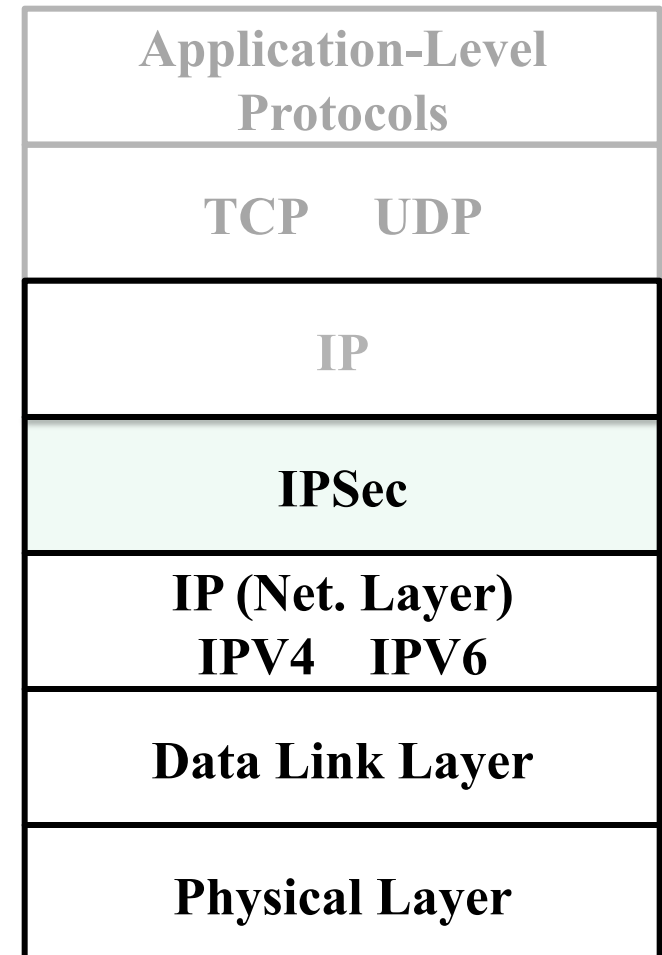 Application-Level
Protocols
TCP UDP
IP
IPSec
IP (Net. Layer)
IPV4 IPV6
Data Link Layer
Physical Layer